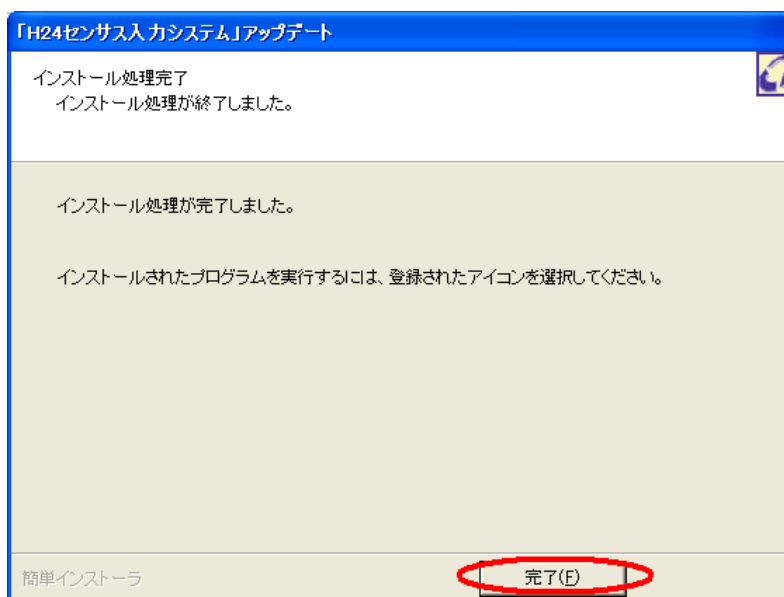 「H24センサス入力システム」アップデート
インストール処理完了
インストール処理が終了しました。
インストール処理が完了しました。
インストールされたプログラムを実行するには、登録されたアイコンを選択してください。
簡単インストーラ
完了(F)